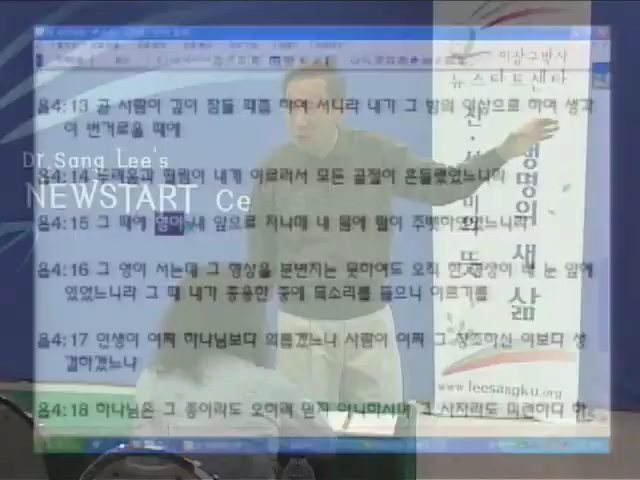 이상구박사
뉴스타트센타
욥4:13 곧 사람이 깊이 잠들 때쯤 하여서니라 내가 그 밤의 이상으로 하여 생각
이 번거로울 때에
Dr.Sang Lee's
욥4:14 두려움과 떨림이 내게 이르러서 모든 골절이 흔들렸었느니라
NEWSTART Ce
욥4:15 그 때에 영이 내 앞으로 지나매 내 몸에 털이 주뼛하였었느니라
욥4:16 그 영이 서는데 그 형상을 분변치는 못하여도 오직 한 형상이 내 눈 앞에
있었느니라 그 때 내가 종용한 중에 목소리를 들으니 이르기를
욥4:17 인생이 어찌 하나님보다 의롭겠느냐 사람이 어찌 그 창조하신 이보다 성
결하겠느냐
욥4:18 하나님은 그 종이라도 오히려 믿지 아니하시며 그 사자라도 미련하다 하
생명의 새 삶
www.leesangku.org